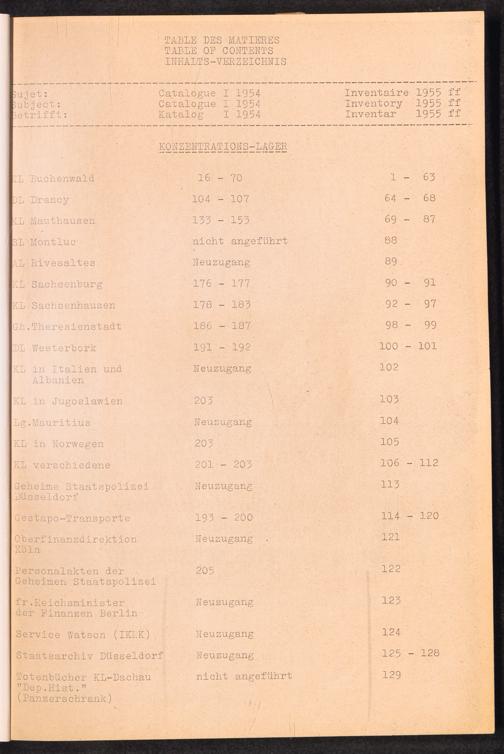 TABLE DES MATIERES
TABLE OF CONTENTS
INHALTS-VERZEICHNIS
Sujet: Catalogue I 1954 Inventaire 1955 ff
Subject: Catalogue I 1954 Inventory 1955 ff
Betrifft: Katalog I 1954 Inventar 1955 ff
KONZENTRATIONS-LAGER
KL Buchenwald 16 - 70 1 - 63
DL Drancy 104 - 107 64 - 68
KL Mauthausen 133 - 153 69 - 87
SL Montluc nicht angeführt 88
AL Rivesaltes Neuzugang 89
KL Sachsenburg 176 - 177 90 - 91
KL Sachsenhausen 178 - 183 92 - 97
Gh.Theresienstadt 186 - 187 98 - 99
DL Westerbork 191 - 192 100 - 101
KL in Italien und Neuzugang 102
Albanien
KL in Jugoslawien 203 103
Lg.Mauritius Neuzugang 104
KL in Norwegen 203 105
KL verschiedene 201 - 203 106 - 112
Geheime Staatspolizei Neuzugang 113
Düsseldorf
Gestapo-Transporte 193 - 200 114 - 120
Oberfinanzdirektion Neuzugang 121
Köln
Personalakten der 205 122
Geheimen Staatspolizei
fr.Reichsminister Neuzugang 123
der Finanzen Berlin
Service Watson (IKRK) Neuzugang 124
Staatsarchiv Düsseldorf Neuzugang 125 - 128
Totenbücher KL-Dachau nicht angeführt 129
"Dep.Hist."
(Panzerschrank)